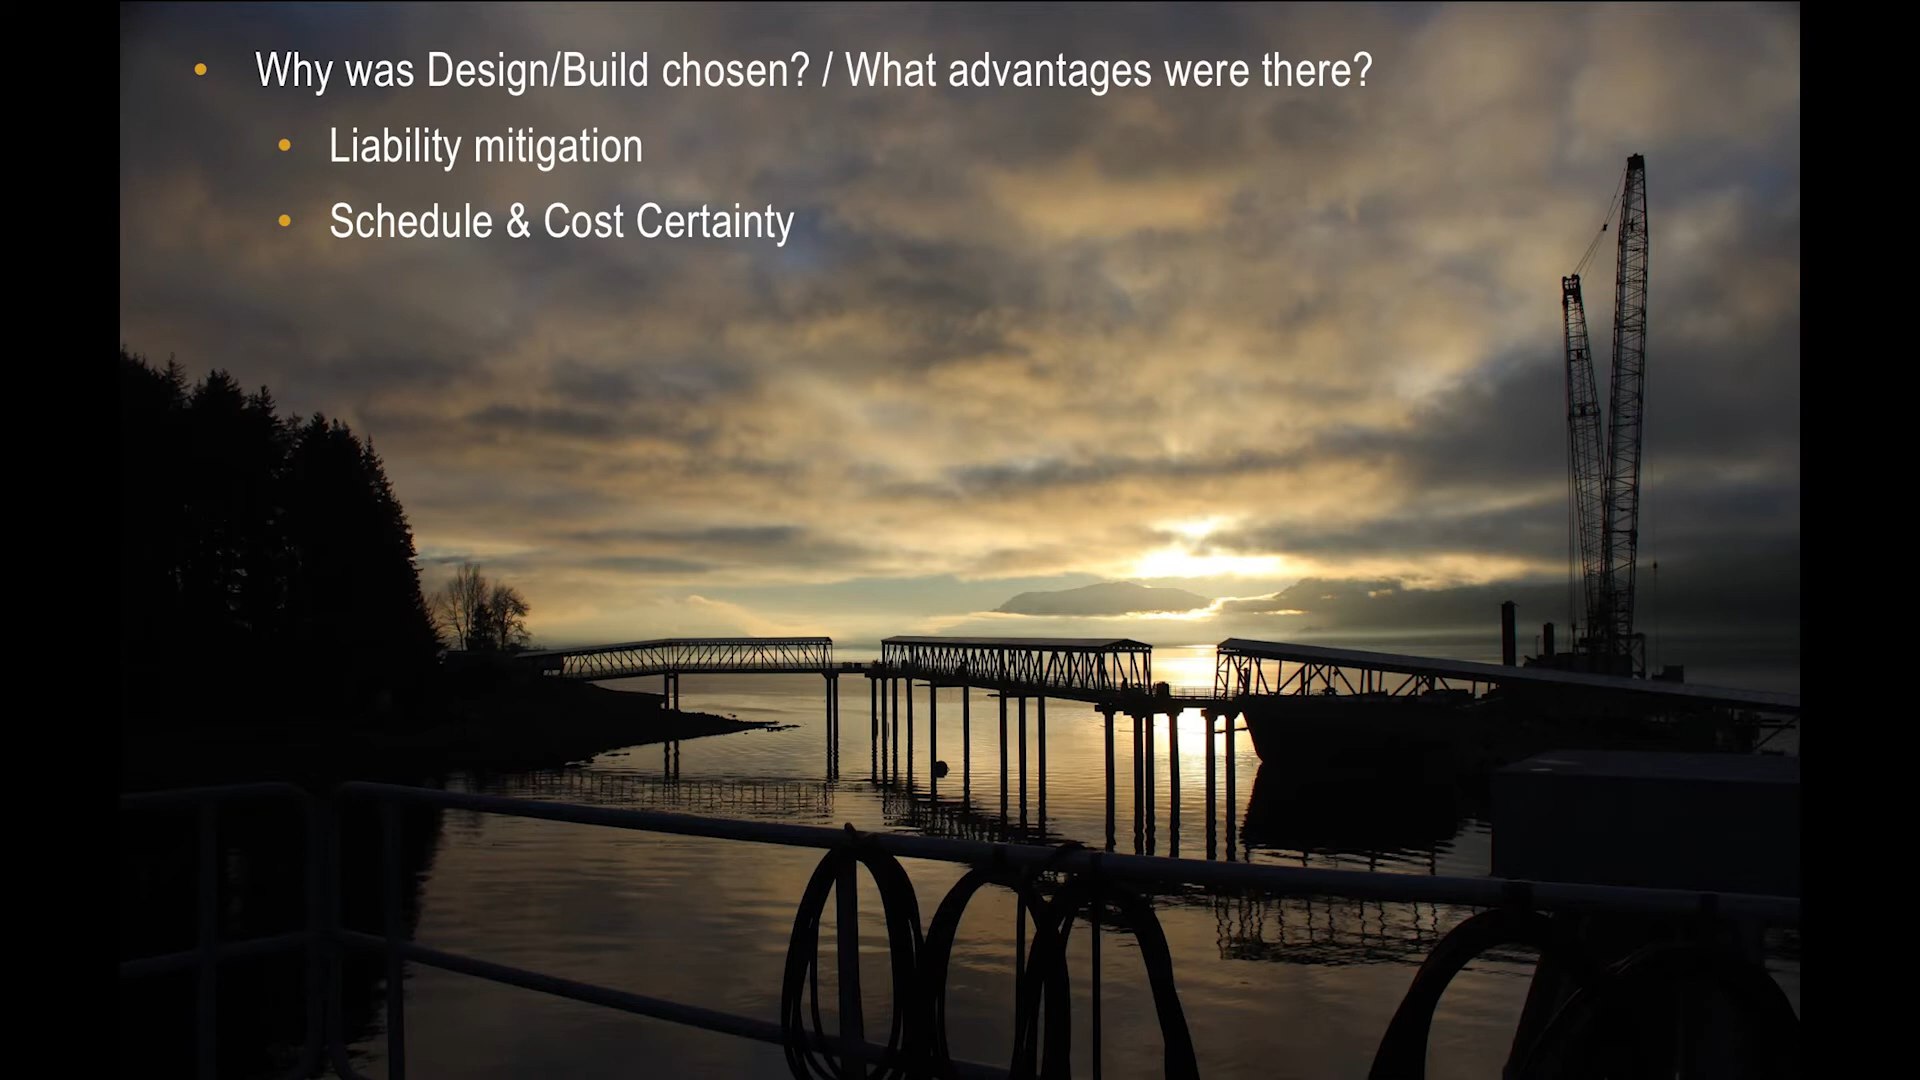 • Why was Design/Build chosen? / What advantages were there?
• Liability mitigation
• Schedule & Cost Certainty